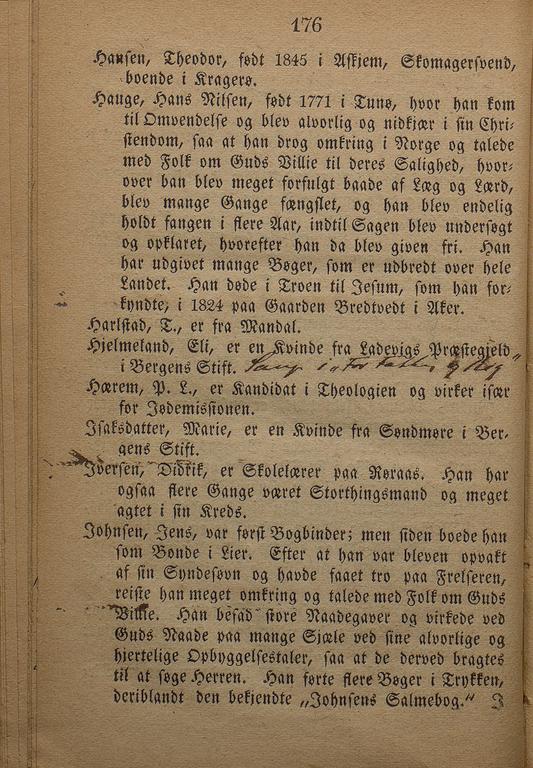 176
Hansen, Theodor, født 1845 i Askjem, Skomagersvend,
boende i Kragerø.
Hauge, Hans Nilsen, født 1771 i Tunø, hvor han kom
til Omvendelse og blev alvorlig og nidkjær i sin Chri-
stendom, saa at han drog omkring i Norge og talede
med Folk om Guds Villie til deres Salighed, hvor-
over han blev meget forfulgt baade af Læg og Lærd,
blev mange Gange fængslet, og han blev endelig
holdt fangen i flere Aar, indtil Sagen blev undersøgt
og opklaret, hvorefter han da blev given fri. Han
har udgivet mange Bøger, som er udbredt over hele
Landet. Han døde i Troen til Jesum, som han for-
kyndte, i 1824 paa Gaarden Bredtvedt i Aker.
Harlstad, T., er fra Mandal.
Hjelmeland, Eli, er en Kvinde fra Ladevigs Præstegjeld
i Bergens Stift.
Hærem, P. L., er Kandidat i Theologien og virker især
for Jødemissionen.
Isaksdatter, Marie, er en Kvinde fra Søndmøre i Ber-
gens Stift.
Iversen, Didrik, er Skolelærer paa Røraas. Han har
ogsaa flere Gange været Storthingsmand og meget
agtet i sin Kreds.
Johnsen, Jens, var først Bogbinder; men siden boede han
som Bonde i Lier. Efter at han var bleven opvakt
af sin Syndesøvn og havde faaet tro paa Frelseren,
reiste han meget omkring og talede med Folk om Guds
Villie. Han besad store Naadegaver og virkede ved
Guds Naade paa mange Sjæle ved sine alvorlige og
hjertelige Opbyggelsestaler, saa at de derved bragtes
til at søge Herren. Han førte flere Bøger i Trykken,
deriblandt den bekjendte „Johnsens Salmebog.“ I